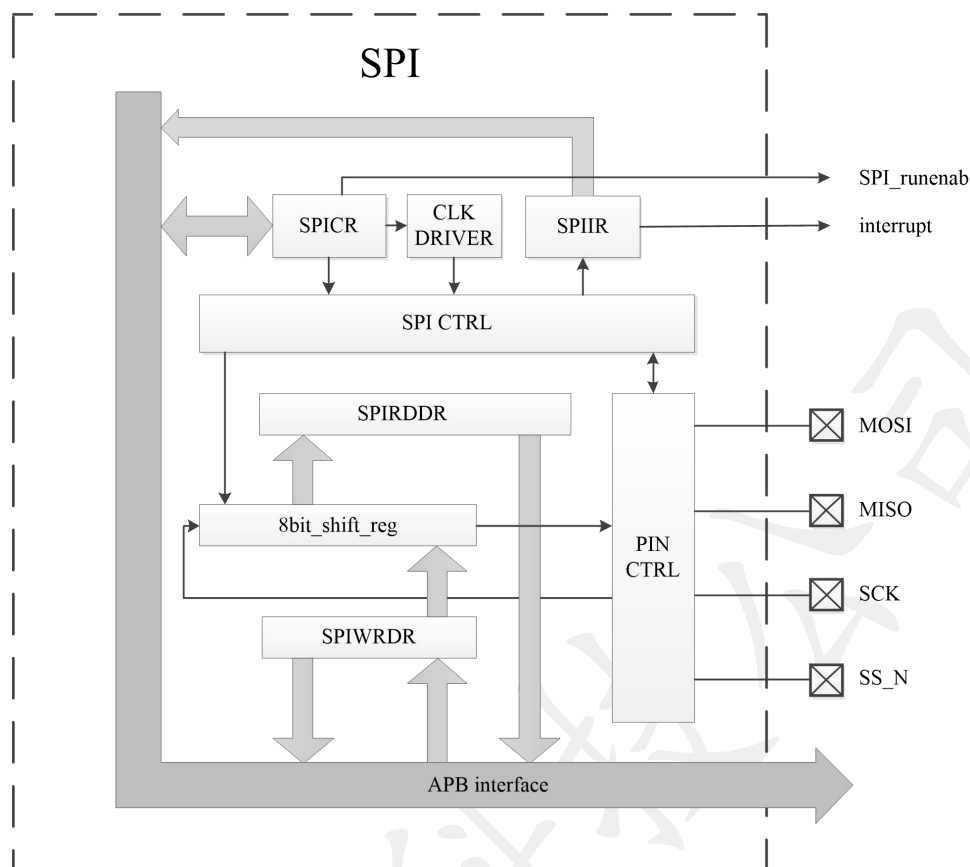 SPI
SPI_runenab
SPICR
CLK
DRIVER
SPIIR
interrupt
SPI CTRL
SPIRDDR
MOSI
8bit_shift_reg
MISO
PIN
CTRL
SCK
SPIWRDR
SS_N
APB interface